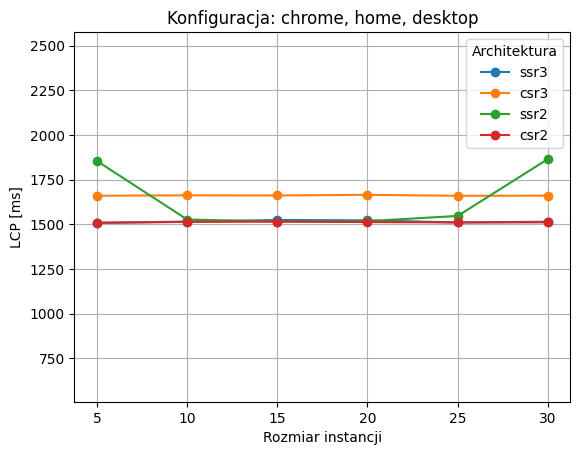 Konfiguracja: chrome, home, desktop
Architektura
ssr3
csr3
ssr2
csr2
LCP [ms]
2500
2250
2000
1750
1500
1250
1000
750
5 10 15 20 25 30
Rozmiar instancji